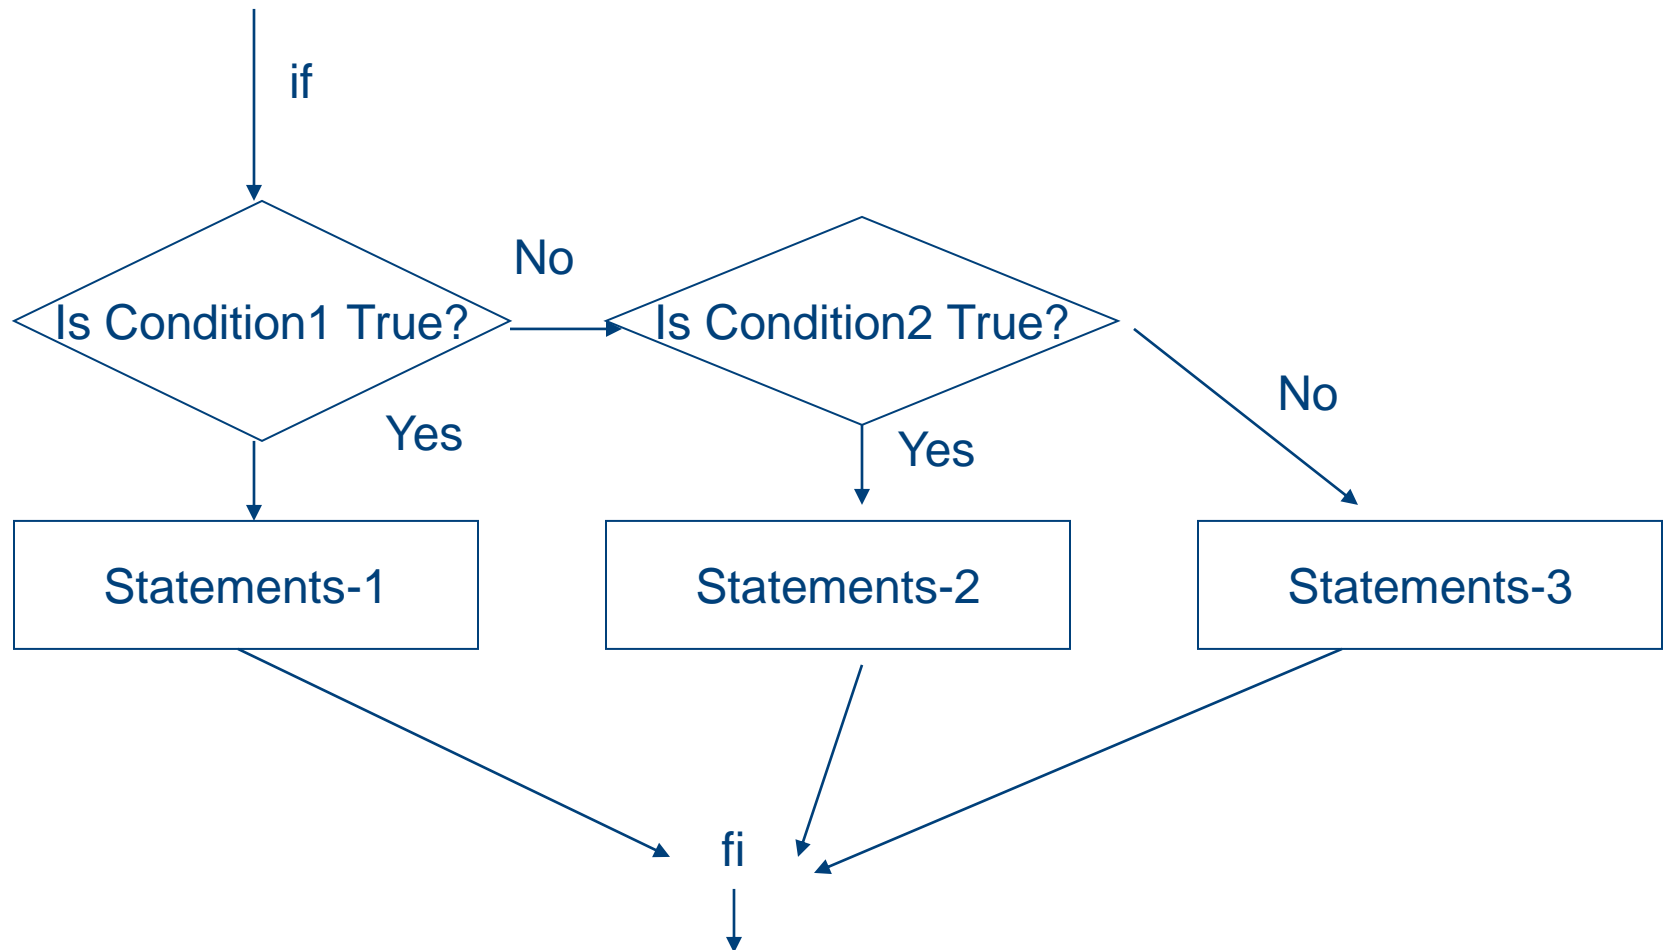 if
No
Is Condition1 True?
Is Condition2 True?
No
Yes
Yes
Statements-1
Statements-2
Statements-3
fi